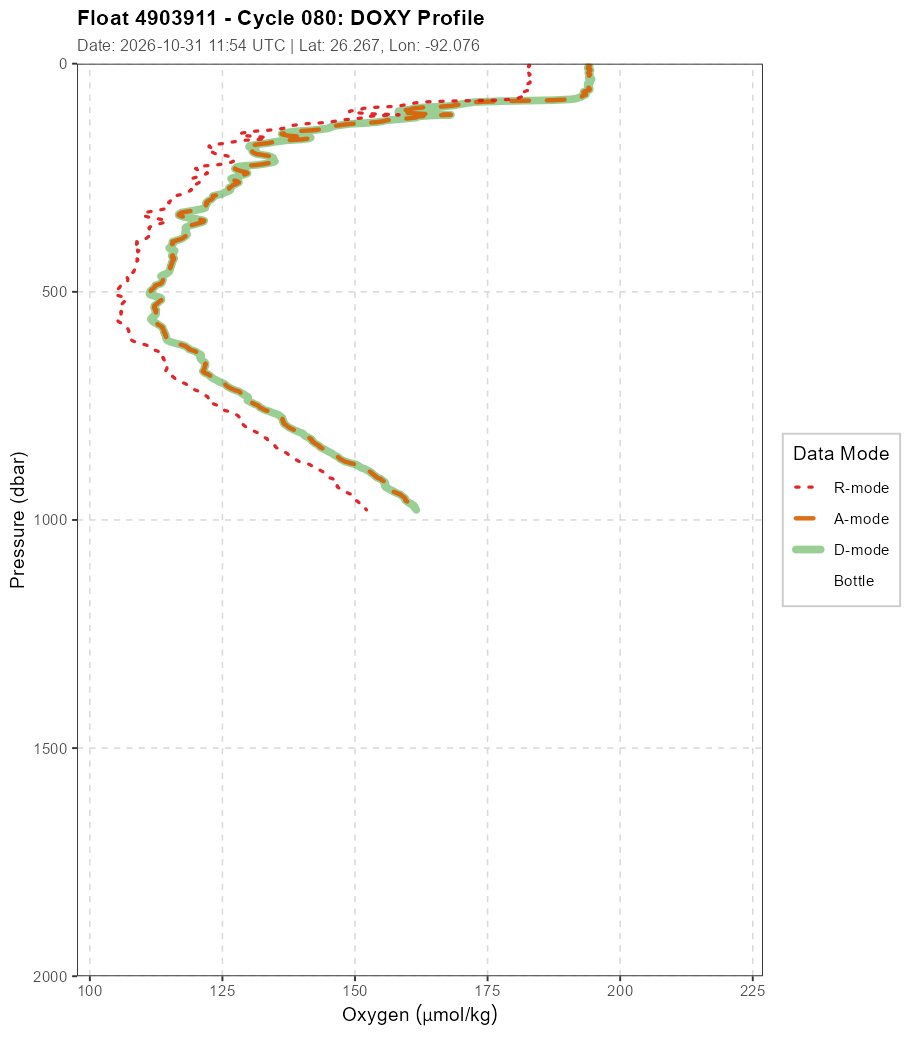 Float 4903911 - Cycle 080: DOXY Profile
Date: 2026-10-31 11:54 UTC | Lat: 26.267, Lon: -92.076
0
500
1000
1500
2000
Pressure (dbar)
100 125 150 175 200 225
Oxygen (μmol/kg)
Data Mode
R-mode
A-mode
D-mode
Bottle